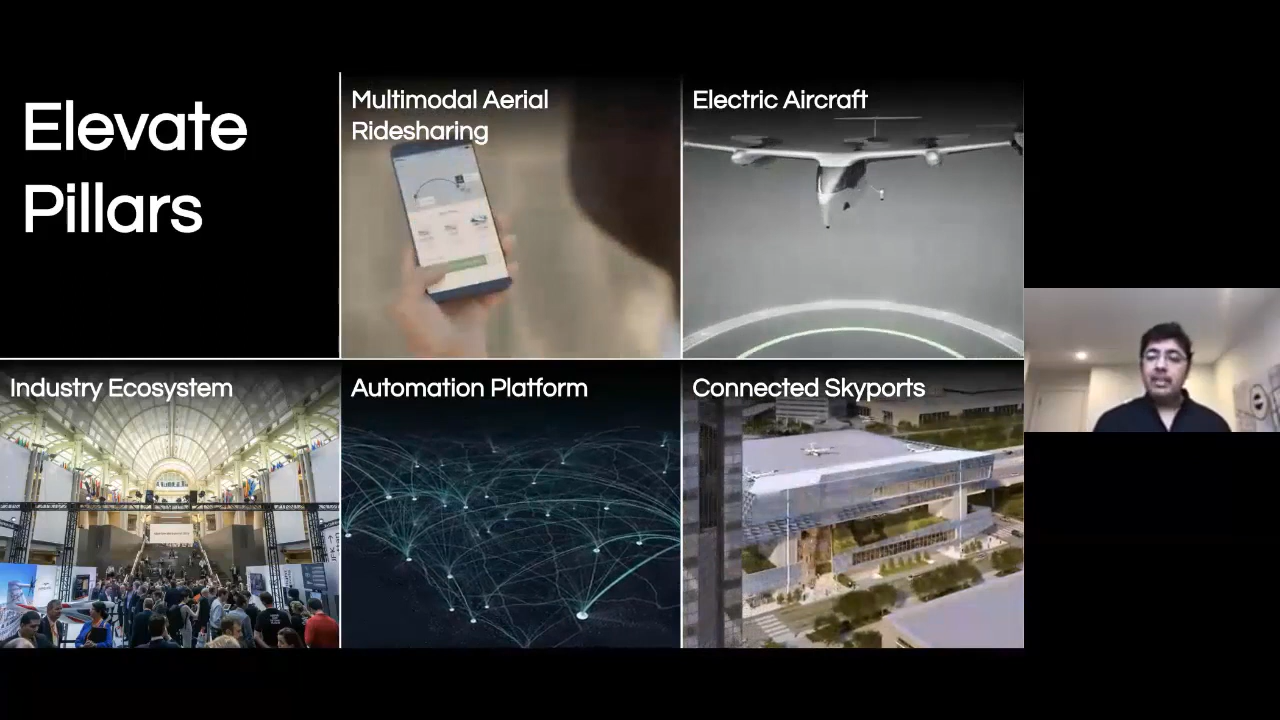 Elevate
Pillars
Multimodal Aerial
Ridesharing
Electric Aircraft
Industry Ecosystem
Automation Platform
Connected Skyports